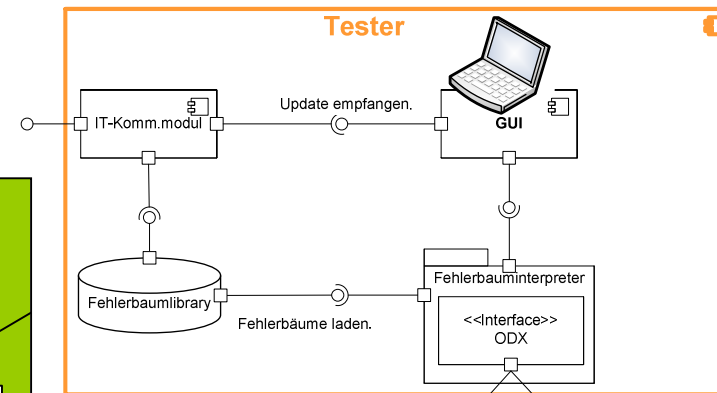 Tester
Update empfangen.
IT-Komm.modul
GUI
Fehlerbaumlibrary
Fehlerbäume laden.
Fehlerbauminterpreter
<<Interface>>
ODX